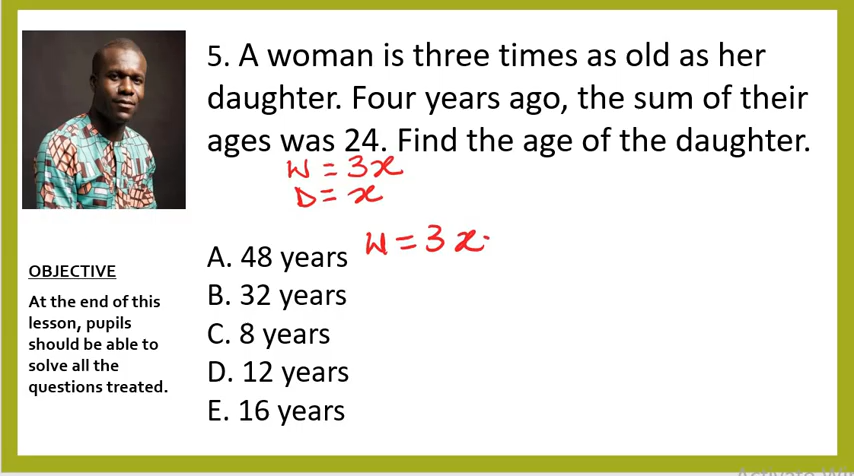 5. A woman is three times as old as her
daughter. Four years ago, the sum of their
ages was 24. Find the age of the daughter.
W = 3x
D = x
W = 3x
A. 48 years
B. 32 years
C. 8 years
D. 12 years
E. 16 years
OBJECTIVE
At the end of this
lesson, pupils
should be able to
solve all the
questions treated.